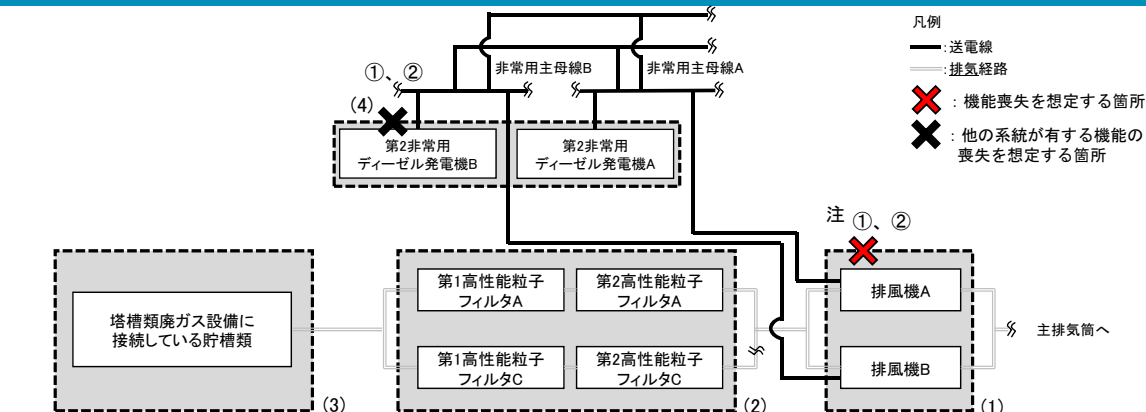 凡例
:送電線
:排気経路
:機能喪失を想定する箇所
:他の系統が有する機能の
喪失を想定する箇所
非常用主母線B
非常用主母線A
①、②
(4)
第2非常用
ディーゼル発電機B
第2非常用
ディーゼル発電機A
注 ①、②
塔槽類廃ガス設備に
接続している貯槽類
(3)
第1高性能粒子
フィルタA
第2高性能粒子
フィルタA
第1高性能粒子
フィルタC
第2高性能粒子
フィルタC
(2)
排風機A
排風機B
(1)
主排気筒へ